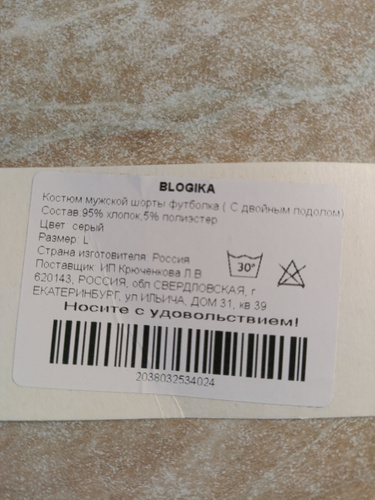 BLOGIKA
Костюм мужской шорты футболка ( С двойным подолом)
Состав.95% хлопок,5% полиэстер
Цвет: серый
Размер: L
Страна изготовителя: Россия
Поставщик: ИП Крюченкова Л.В
620143, РОССИЯ, обл СВЕРДЛОВСКАЯ, г
ЕКАТЕРИНБУРГ, ул ИЛЬИЧА, ДОМ 31, кв 39
30°
Носите с удовольствием!
2038032534024